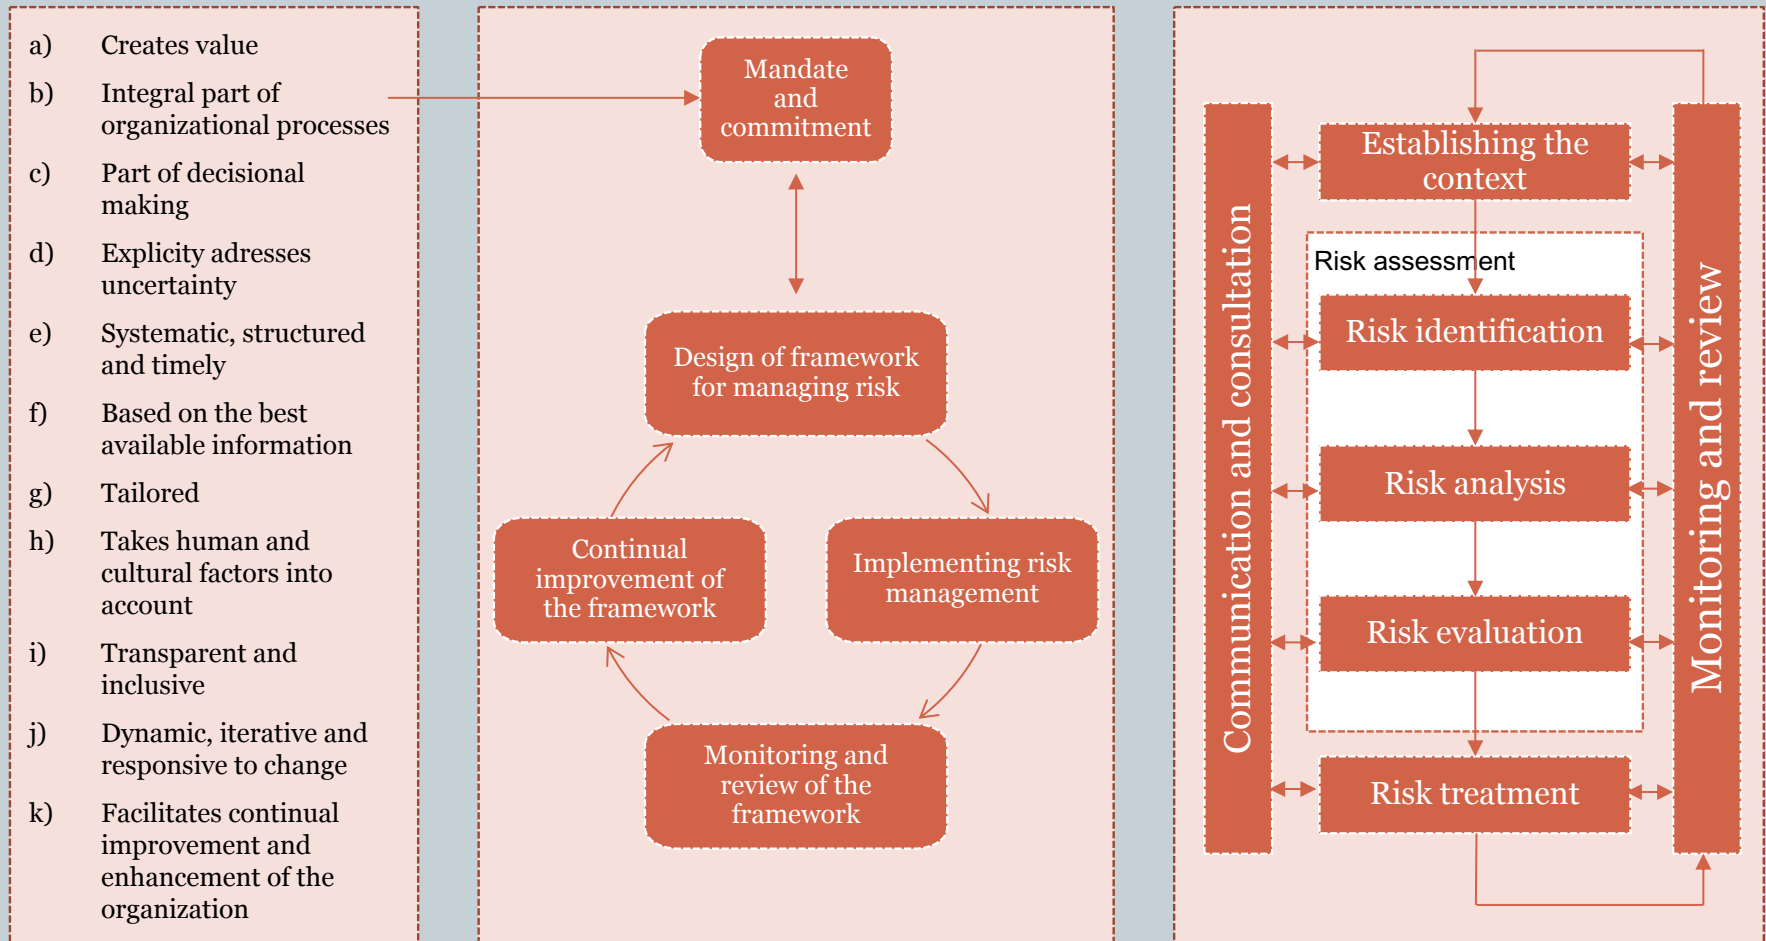 a) Creates value
b) Integral part of
organizational processes
c) Part of decisional
making
d) Explicity adresses
uncertainty
e) Systematic, structured
and timely
f) Based on the best
available information
g) Tailored
h) Takes human and
cultural factors into
account
i) Transparent and
inclusive
j) Dynamic, iterative and
responsive to change
k) Facilitates continual
improvement and
enhancement of the
organization
Mandate
and
commitment
Design of framework
for managing risk
Continual
improvement of
the framework
Implementing risk
management
Monitoring and
review of the
framework
Communication and consultation
Establishing the
context
Risk assessment
Risk identification
Risk analysis
Risk evaluation
Risk treatment
Monitoring and review